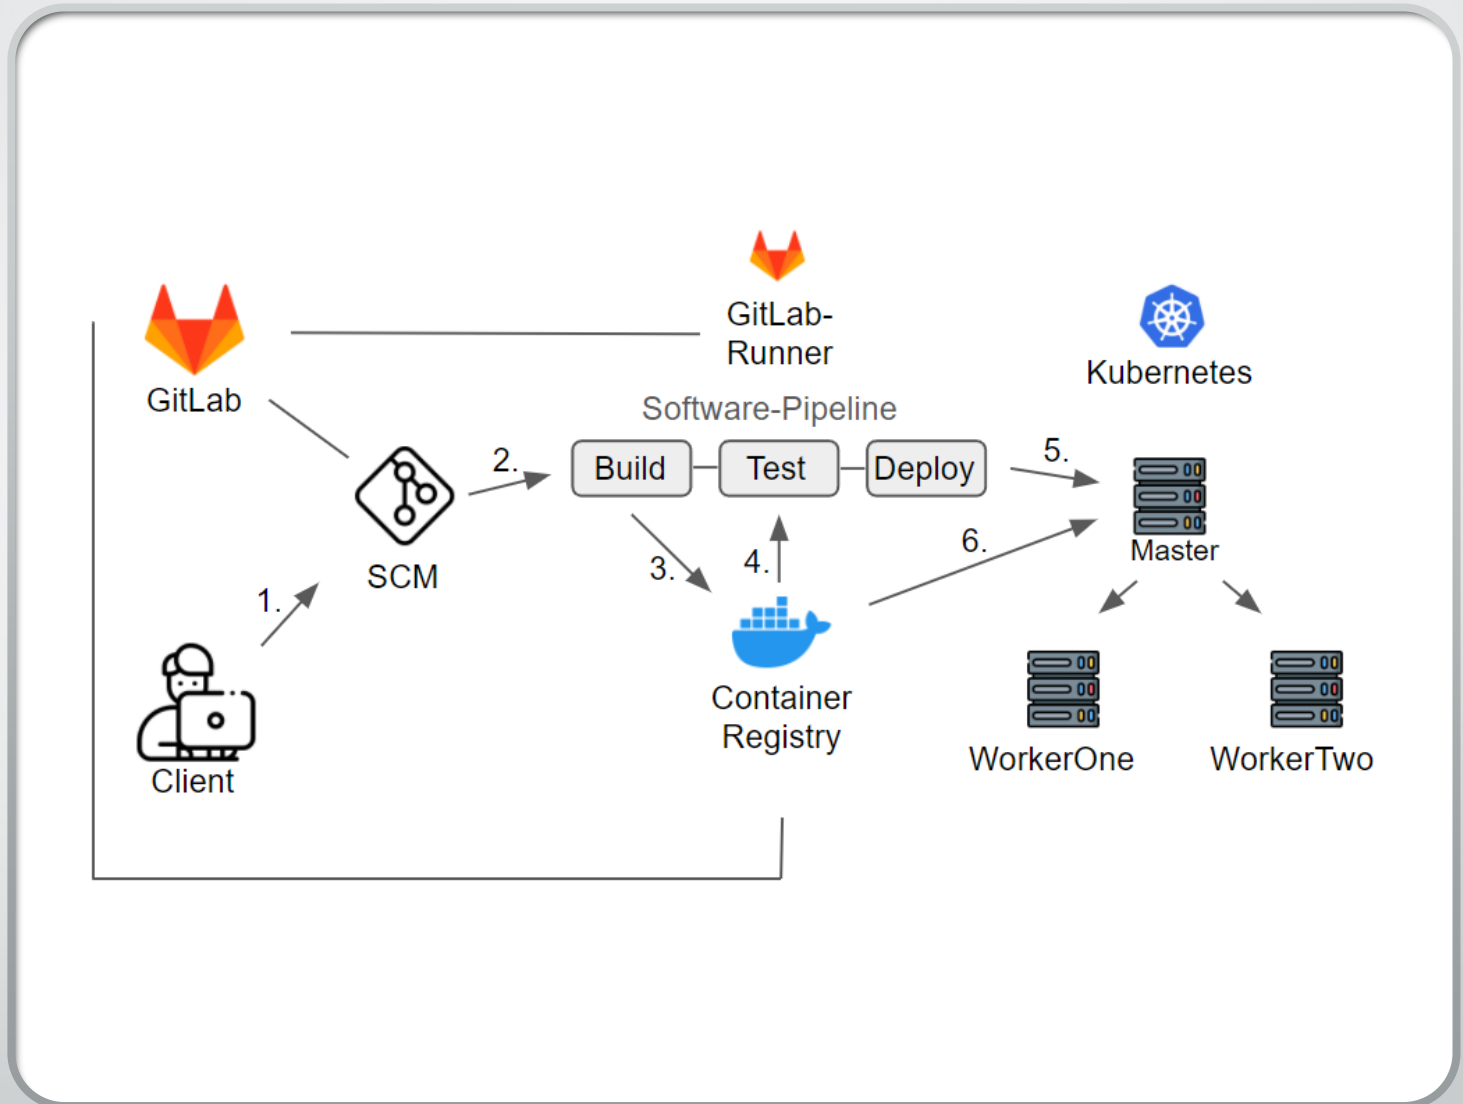 GitLab-
Runner
GitLab
Kubernetes
Software-Pipeline
2.
Build
Test
Deploy
5.
Master
SCM
1.
3.
4.
6.
Client
Container
Registry
WorkerOne
WorkerTwo